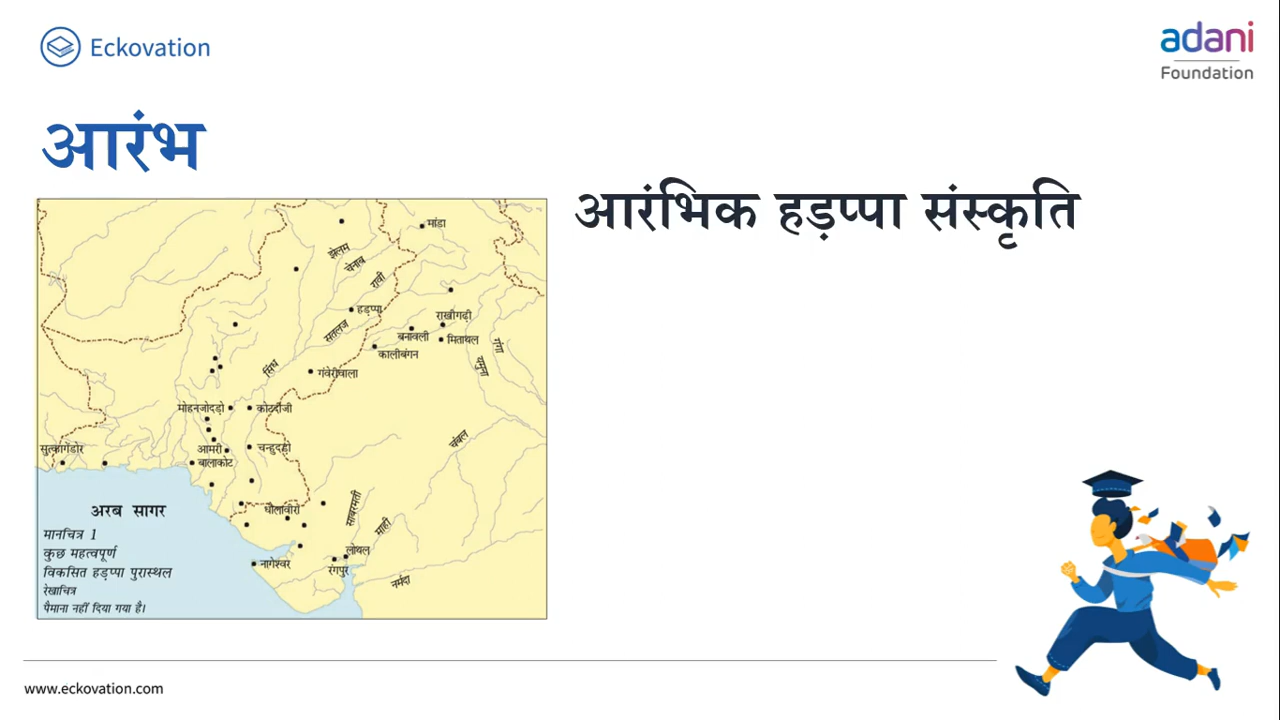 Eckovation
adani
Foundation
आरंभ
आरंभिक हड़प्पा संस्कृति
मांडा
झेलम
चेनाब
रावी
हड़प्पा
सतलज
राखीगढ़ी
बनावली
मिताथल
कालीबंगन
गंगा
यमुना
सिंध
गंवेरीवाला
मोहनजोदड़ो
कोटदीजी
चंबल
सुत्कागेंडोर
आमरी
चन्हुदड़ो
बालाकोट
धौलावीरा
साबरमती
माही
अरब सागर
लोथल
नागेश्वर
रंगपुर
नर्मदा
मानचित्र 1
कुछ महत्वपूर्ण
विकसित हड़प्पा पुरास्थल
रेखाचित्र
पैमाना नहीं दिया गया है।
www.eckovation.com